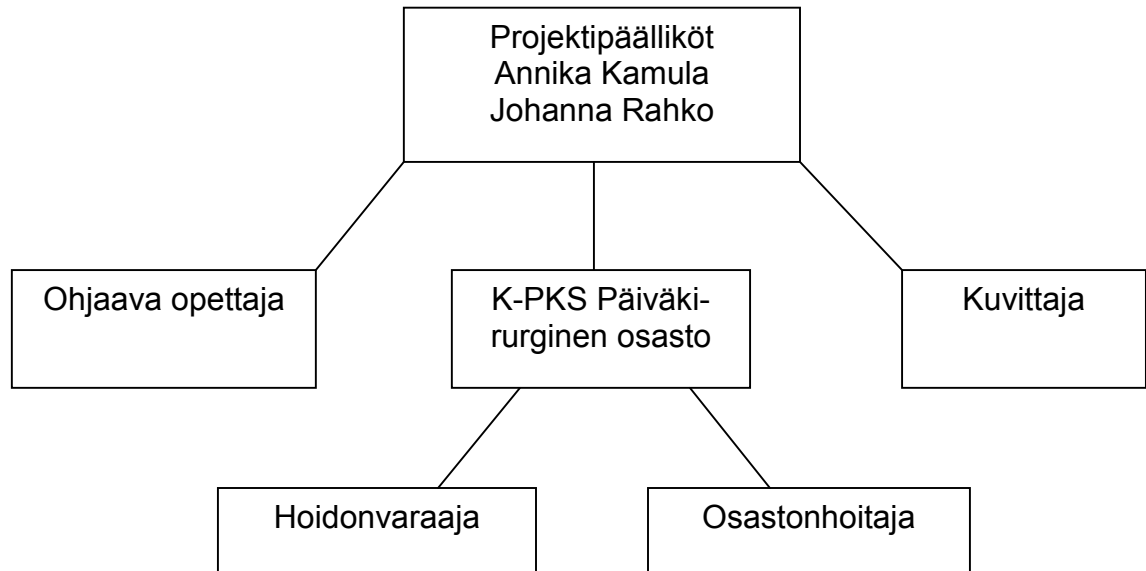 Projektipäälliköt
Annika Kamula
Johanna Rahko
Ohjaava opettaja
K-PKS Päiväki-
rurginen osasto
Kuvittaja
Hoidonvaraaja
Osastonhoitaja